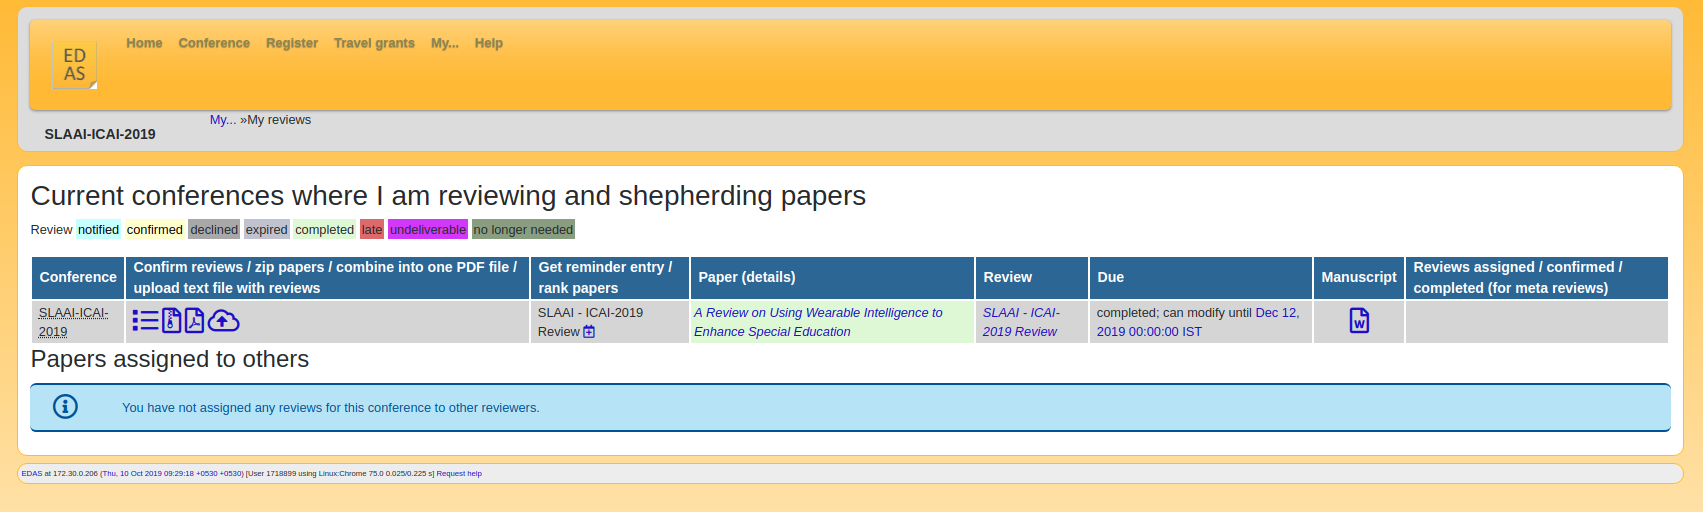 ED
AS
Home Conference Register Travel grants My... Help
My... »My reviews
SLAAI-ICAI-2019
Current conferences where I am reviewing and shepherding papers
Review notified confirmed declined expired completed late undeliverable no longer needed
Conference
Confirm reviews / zip papers / combine into one PDF file /
upload text file with reviews
Get reminder entry /
rank papers
Paper (details)
Review
Due
Manuscript
Reviews assigned / confirmed /
completed (for meta reviews)
SLAAI-ICAI-
2019
SLAAI - ICAI-2019
Review
A Review on Using Wearable Intelligence to
Enhance Special Education
SLAAI - ICAI-
2019 Review
completed; can modify until Dec 12,
2019 00:00:00 IST
W
Papers assigned to others
You have not assigned any reviews for this conference to other reviewers.
EDAS at 172.30.0.206 (Thu, 10 Oct 2019 09:29:18 +0530 +0530) [User 1718899 using Linux:Chrome 75.0 0.025/0.225 s] Request help